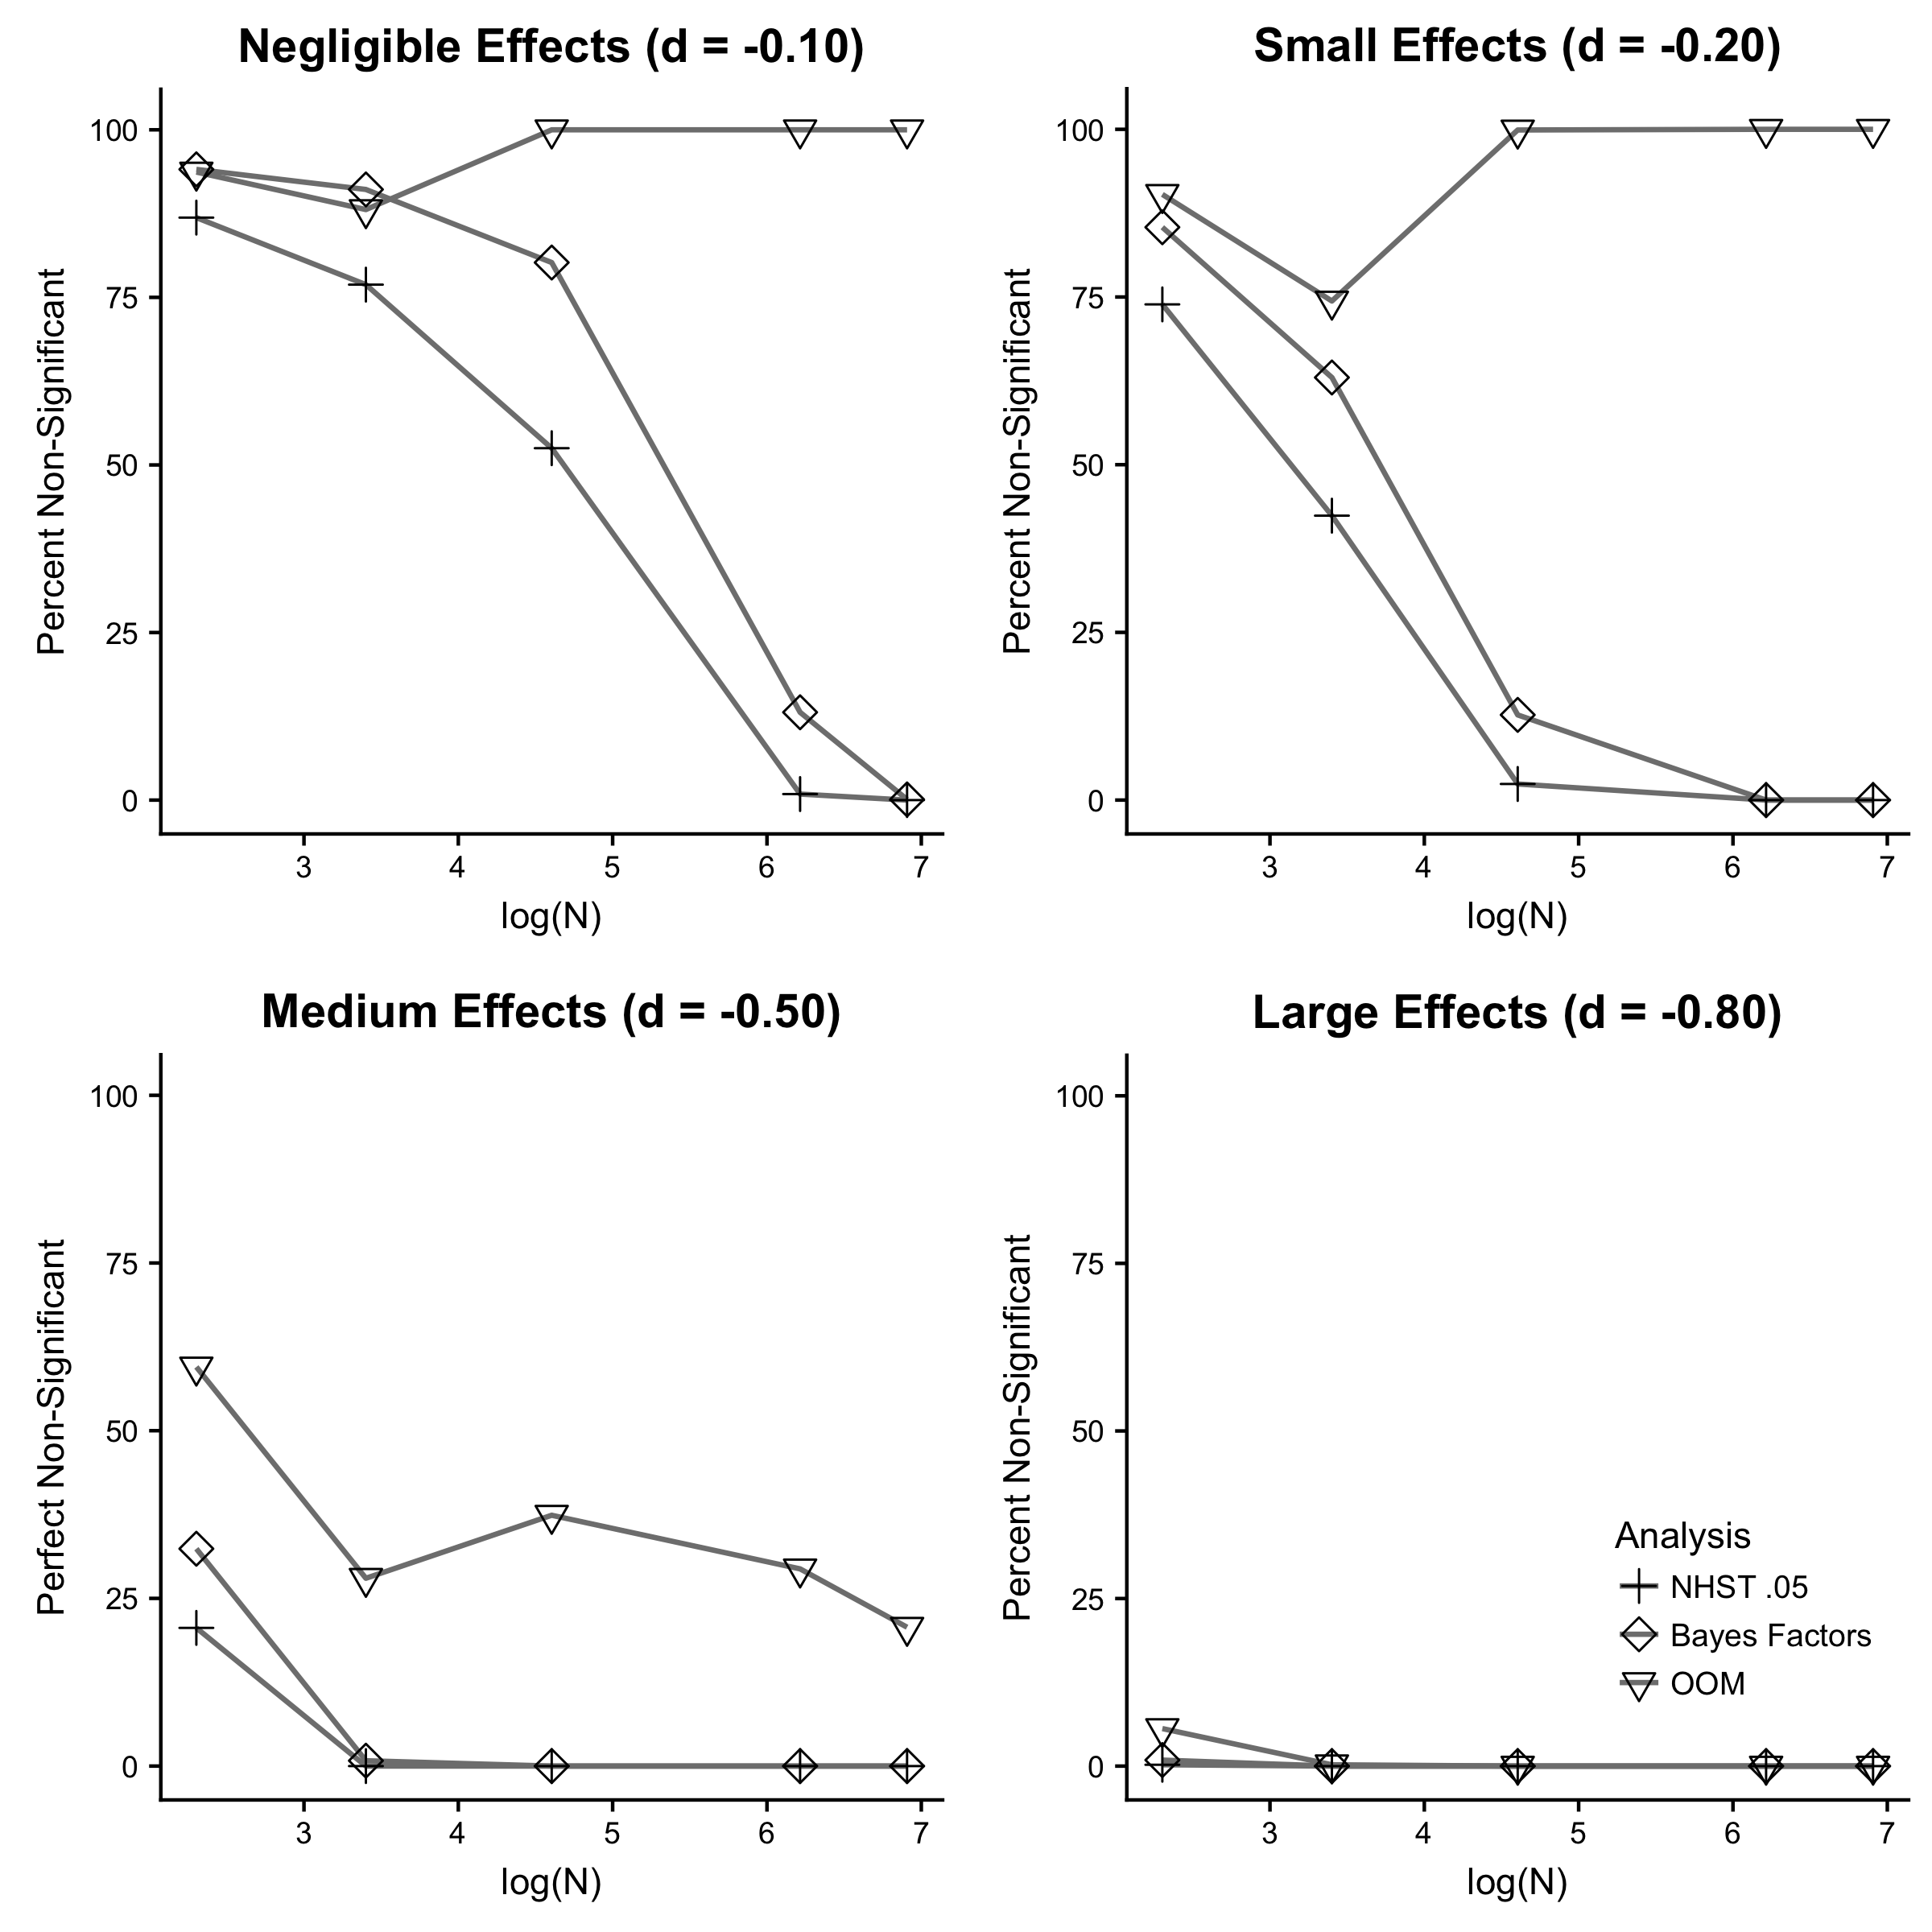 Negligible Effects (d = -0.10)
Percent Non-Significant
100
75
50
25
0
3 4 5 6 7
log(N)
Small Effects (d = -0.20)
Percent Non-Significant
100
75
50
25
0
3 4 5 6 7
log(N)
Medium Effects (d = -0.50)
Perfect Non-Significant
100
75
50
25
0
3 4 5 6 7
log(N)
Large Effects (d = -0.80)
Percent Non-Significant
100
75
50
25
0
Analysis
NHST .05
Bayes Factors
OOM
3 4 5 6 7
log(N)